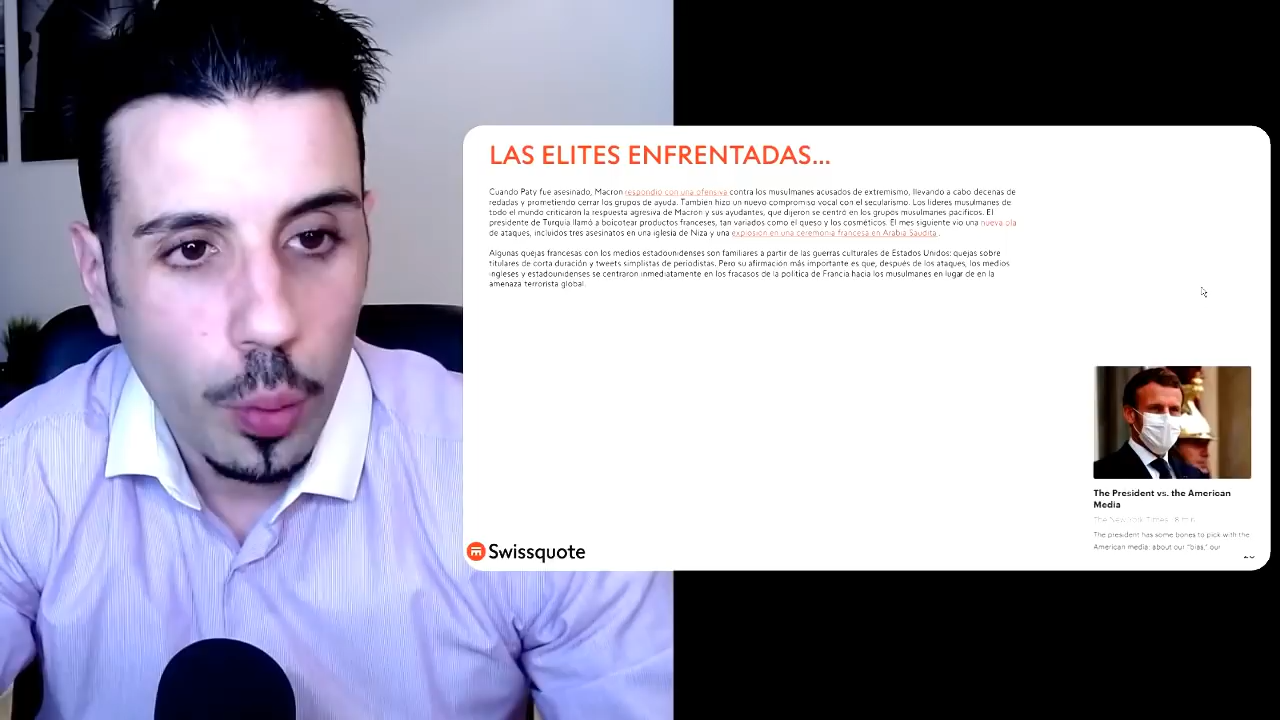 LAS ELITES ENFRENTADAS...
Cuando Paty fue asesinado, Macron respondió con una ofensiva contra los musulmanes acusados de extremismo, llevando a cabo decenas de
redadas y prometiendo cerrar los grupos de ayuda. También hizo un nuevo compromiso vocal con el secularismo. Los líderes musulmanes de
todo el mundo criticaron la respuesta agresiva de Macron y sus ayudantes, que dijeron se centró en los grupos musulmanes pacíficos. El
presidente de Turquía llamó a boicotear productos franceses, tan variados como el queso y los cosméticos. El mes siguiente vio una nueva ola
de ataques, incluidos tres asesinatos en una iglesia de Niza y una explosión en una ceremonia francesa en Arabia Saudita .
Algunas quejas francesas con los medios estadounidenses son familiares a partir de las guerras culturales de Estados Unidos: quejas sobre
titulares de corta duración y tweets simplistas de periodistas. Pero su afirmación más importante es que, después de los ataques, los medios
ingleses y estadounidenses se centraron inmediatamente en los fracasos de la política de Francia hacia los musulmanes en lugar de en la
amenaza terrorista global.
The President vs. the American
Media
The New York Times · 8 min
The president has some bones to pick with the
American media: about our "bias," our
Swissquote